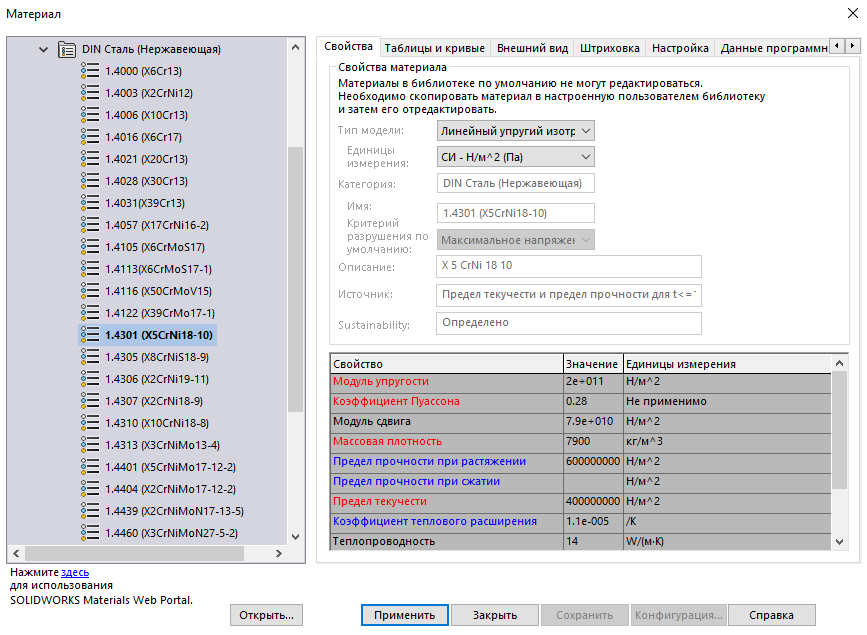 Материал
DIN Сталь (Нержавеющая)
1.4000 (X6Cr13)
1.4003 (X2CrNi12)
1.4006 (X10Cr13)
1.4016 (X6Cr17)
1.4021 (X20Cr13)
1.4028 (X30Cr13)
1.4031(X39Cr13)
1.4057 (X17CrNi16-2)
1.4105 (X6CrMoS17)
1.4113(X6CrMoS17-1)
1.4116 (X50CrMoV15)
1.4122 (X39CrMo17-1)
1.4301 (X5CrNi18-10)
1.4305 (X8CrNiS18-9)
1.4306 (X2CrNi19-11)
1.4307 (X2CrNi18-9)
1.4310 (X10CrNi18-8)
1.4313 (X3CrNiMo13-4)
1.4401 (X5CrNiMo17-12-2)
1.4404 (X2CrNiMo17-12-2)
1.4439 (X2CrNiMoN17-13-5)
1.4460 (X3CrNiMoN27-5-2)
Нажмите здесь
для использования
SOLIDWORKS Materials Web Portal.
Свойства Таблицы и кривые Внешний вид Штриховка Настройка Данные программн
Свойства материала
Материалы в библиотеке по умолчанию не могут редактироваться.
Необходимо скопировать материал в настроенную пользователем библиотеку
и затем его отредактировать.
Тип модели: Линейный упругий изотр
Единицы
измерения: СИ - Н/м^2 (Па)
Категория: DIN Сталь (Нержавеющая)
Имя: 1.4301 (X5CrNi18-10)
Критерий
разрушения по
умолчанию: Максимальное напряжен
Описание: X 5 CrNi 18 10
Источник: Предел текучести и предел прочности для t<=
Sustainability: Определено
Свойство Значение Единицы измерения
Модуль упругости 2e+011 Н/м^2
Коэффициент Пуассона 0.28 Не применимо
Модуль сдвига 7.9e+010 Н/м^2
Массовая плотность 7900 кг/м^3
Предел прочности при растяжении 600000000 Н/м^2
Предел прочности при сжатии Н/м^2
Предел текучести 400000000 Н/м^2
Коэффициент теплового расширения 1.1e-005 /К
Теплопроводность 14 W/(м·К)
Открыть... Применить Закрыть Сохранить Конфигурация... Справка